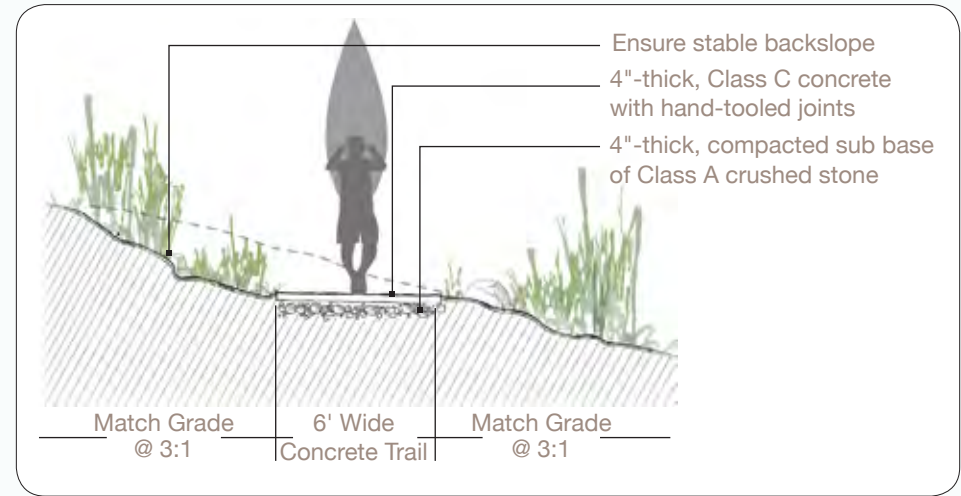 Ensure stable backslope
4"-thick, Class C concrete
with hand-tooled joints
4"-thick, compacted sub base
of Class A crushed stone
Match Grade
@ 3:1
6' Wide
Concrete Trail
Match Grade
@ 3:1